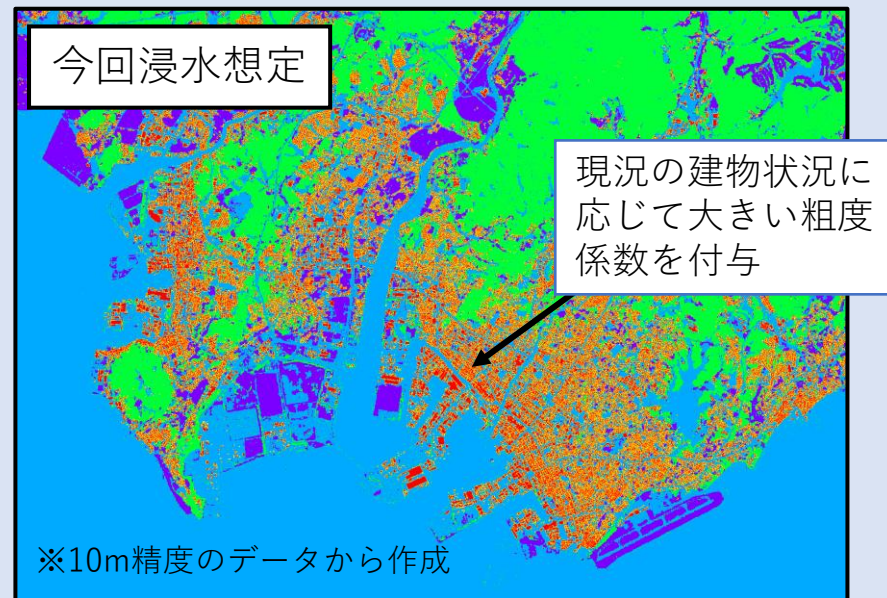 今回浸水想定
現況の建物状況に
応じて大きい粗度
係数を付与
※10m精度のデータから作成